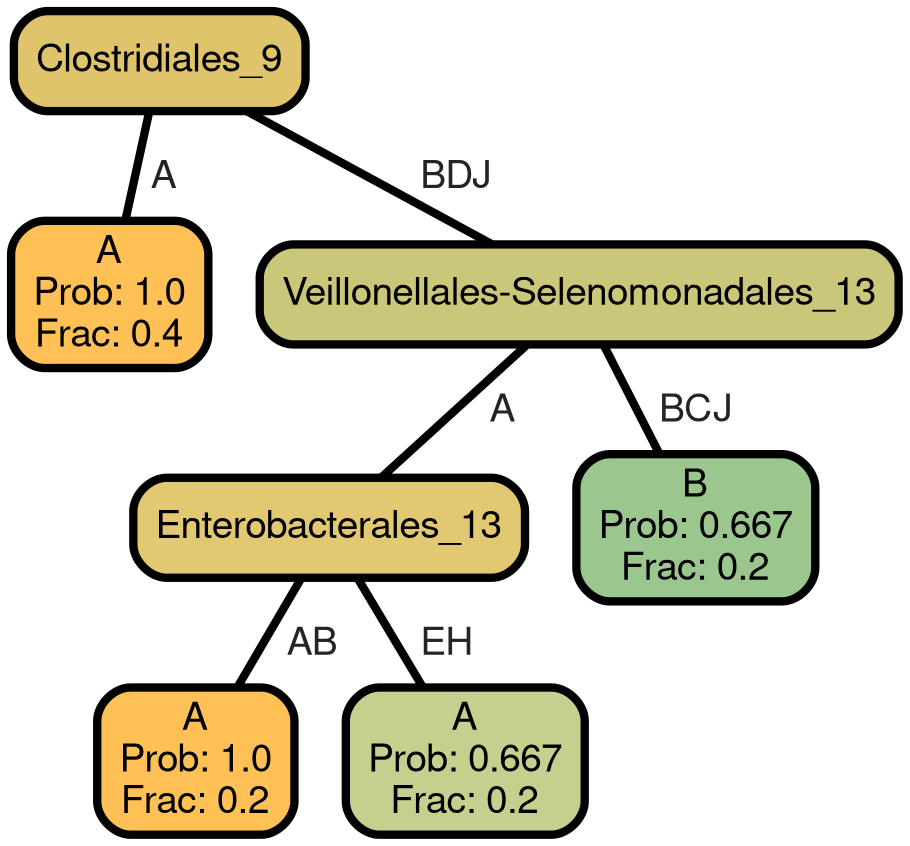 Clostridiales_9
A
BDJ
A
Prob: 1.0
Frac: 0.4
Veillonellales-Selenomonadales_13
A
BCJ
Enterobacterales_13
B
Prob: 0.667
Frac: 0.2
AB
EH
A
Prob: 1.0
Frac: 0.2
A
Prob: 0.667
Frac: 0.2